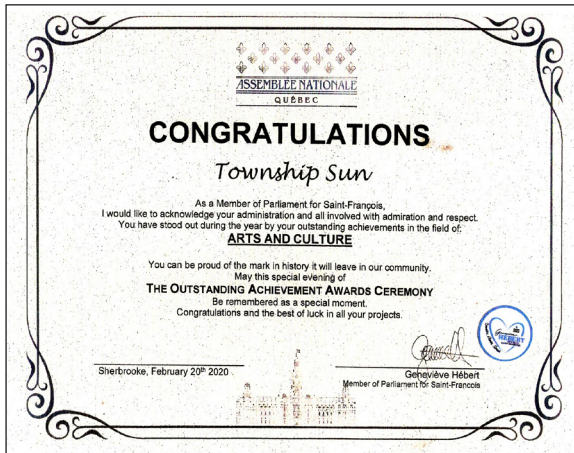 ASSEMBLÉE NATIONALE
QUÉBEC
CONGRATULATIONS
Township Sun
As a Member of Parliament for Saint-François,
I would like to acknowledge your administration and all involved with admiration and respect.
You have stood out during the year by your outstanding achievements in the field of:
ARTS AND CULTURE
You can be proud of the mark in history it will leave in our community.
May this special evening of
THE OUTSTANDING ACHIEVEMENT AWARDS CEREMONY
Be remembered as a special moment.
Congratulations and the best of luck in all your projects.
HÉBERT
Sherbrooke, February 20th 2020
Geneviève Hébert
Member of Parliament for Saint-François